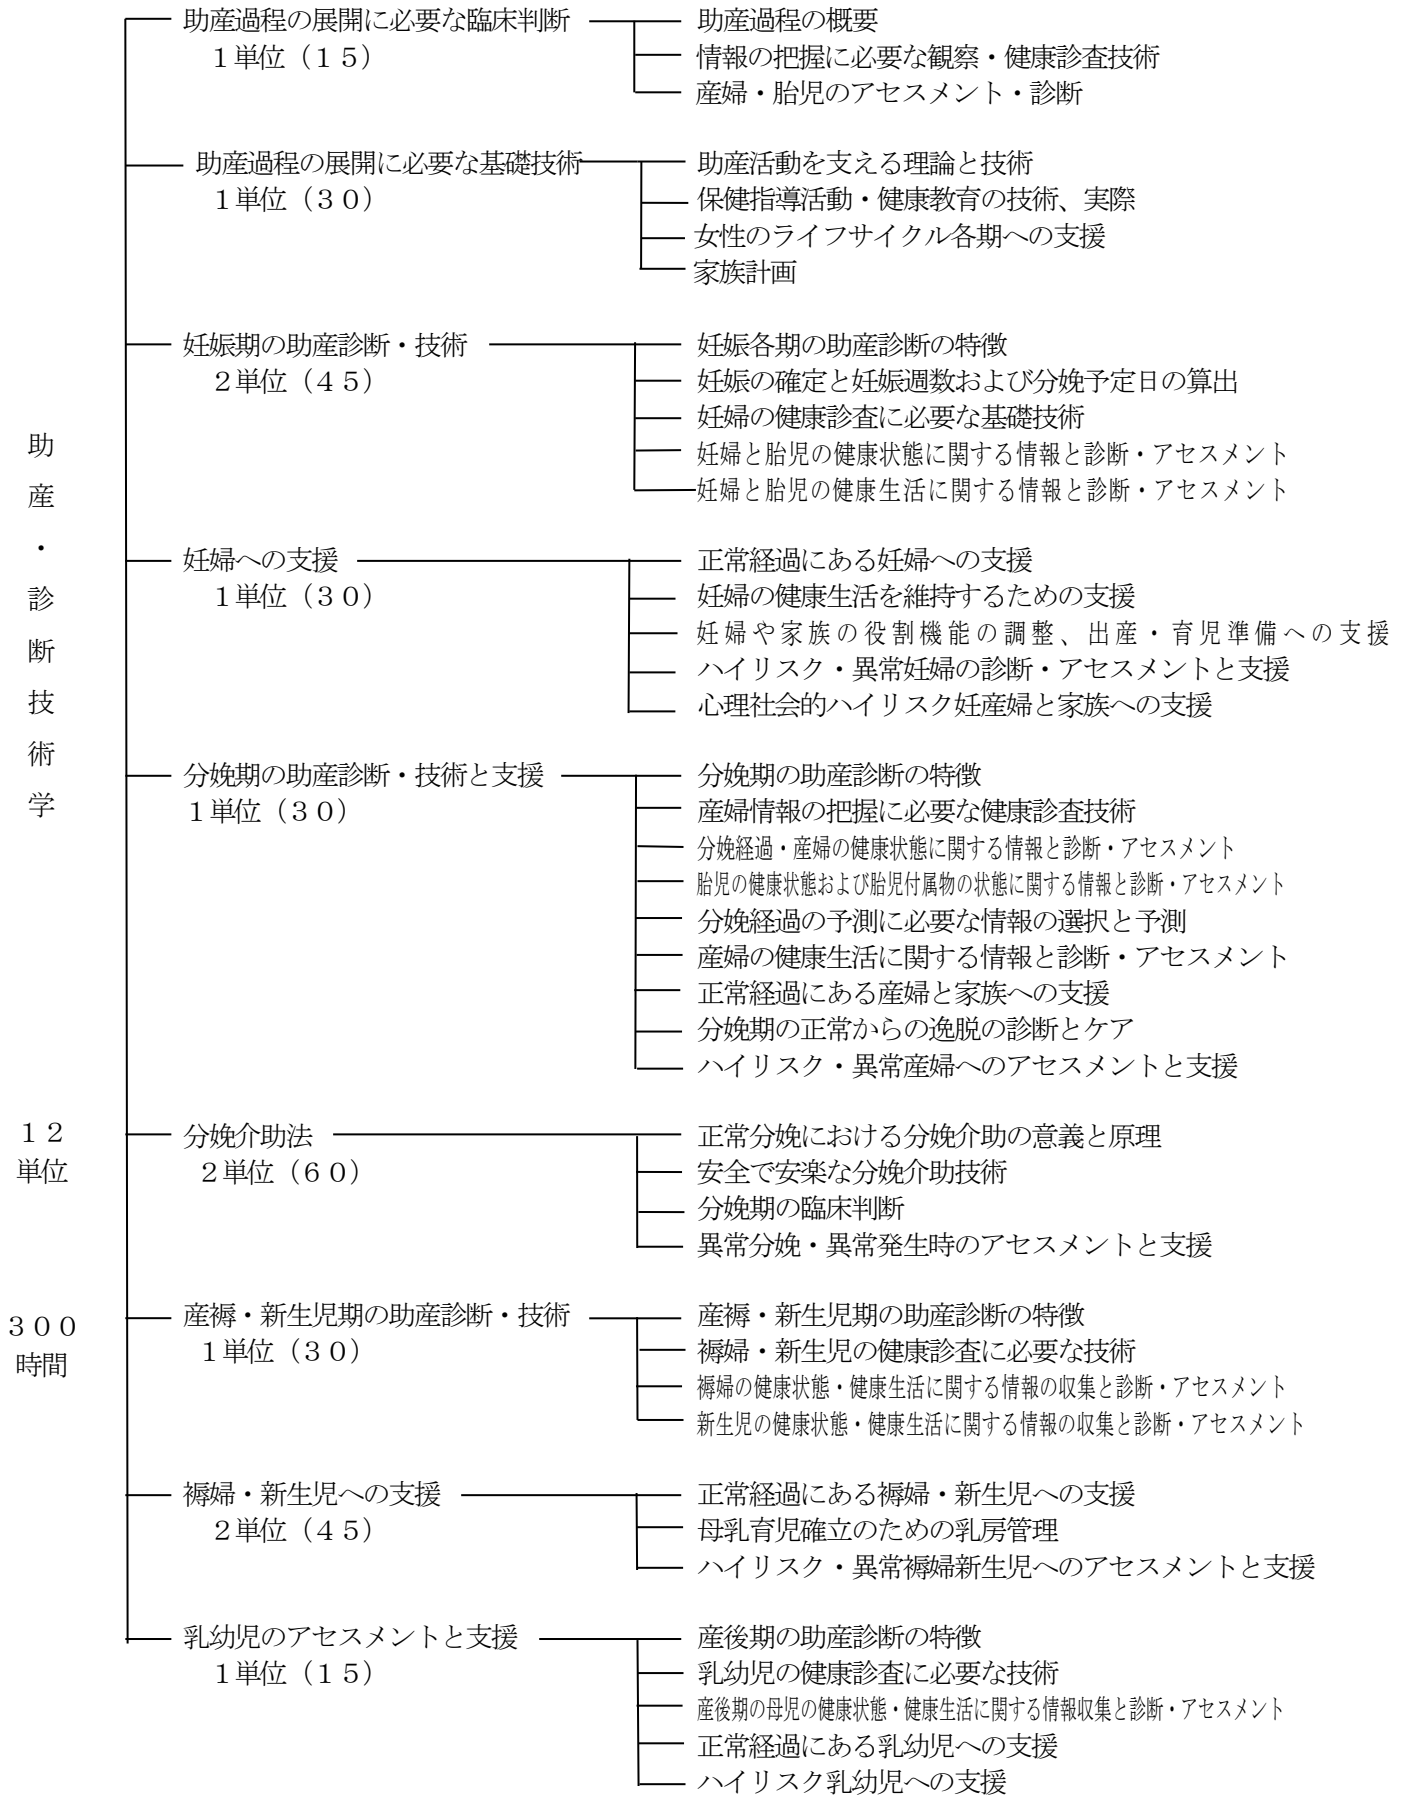 助産・診断技術学
１２
単位
３００
時間
助産過程の展開に必要な臨床判断
１単位（１５）
助産過程の概要
情報の把握に必要な観察・健康診査技術
産婦・胎児のアセスメント・診断
助産過程の展開に必要な基礎技術
１単位（３０）
助産活動を支える理論と技術
保健指導活動・健康教育の技術、実際
女性のライフサイクル各期への支援
家族計画
妊娠期の助産診断・技術
２単位（４５）
妊娠各期の助産診断の特徴
妊娠の確定と妊娠週数および分娩予定日の算出
妊婦の健康診査に必要な基礎技術
妊婦と胎児の健康状態に関する情報と診断・アセスメント
妊婦と胎児の健康生活に関する情報と診断・アセスメント
妊婦への支援
１単位（３０）
正常経過にある妊婦への支援
妊婦の健康生活を維持するための支援
妊婦や家族の役割機能の調整、出産・育児準備への支援
ハイリスク・異常妊婦の診断・アセスメントと支援
心理社会的ハイリスク妊産婦と家族への支援
分娩期の助産診断・技術と支援
１単位（３０）
分娩期の助産診断の特徴
産婦情報の把握に必要な健康診査技術
分娩経過・産婦の健康状態に関する情報と診断・アセスメント
胎児の健康状態および胎児付属物の状態に関する情報と診断・アセスメント
分娩経過の予測に必要な情報の選択と予測
産婦の健康生活に関する情報と診断・アセスメント
正常経過にある産婦と家族への支援
分娩期の正常からの逸脱の診断とケア
ハイリスク・異常産婦へのアセスメントと支援
分娩介助法
２単位（６０）
正常分娩における分娩介助の意義と原理
安全で安楽な分娩介助技術
分娩期の臨床判断
異常分娩・異常発生時のアセスメントと支援
産褥・新生児期の助産診断・技術
１単位（３０）
産褥・新生児期の助産診断の特徴
褥婦・新生児の健康診査に必要な技術
褥婦の健康状態・健康生活に関する情報の収集と診断・アセスメント
新生児の健康状態・健康生活に関する情報の収集と診断・アセスメント
褥婦・新生児への支援
２単位（４５）
正常経過にある褥婦・新生児への支援
母乳育児確立のための乳房管理
ハイリスク・異常褥婦新生児へのアセスメントと支援
乳幼児のアセスメントと支援
１単位（１５）
産後期の助産診断の特徴
乳幼児の健康診査に必要な技術
産後期の母児の健康状態・健康生活に関する情報収集と診断・アセスメント
正常経過にある乳幼児への支援
ハイリスク乳幼児への支援